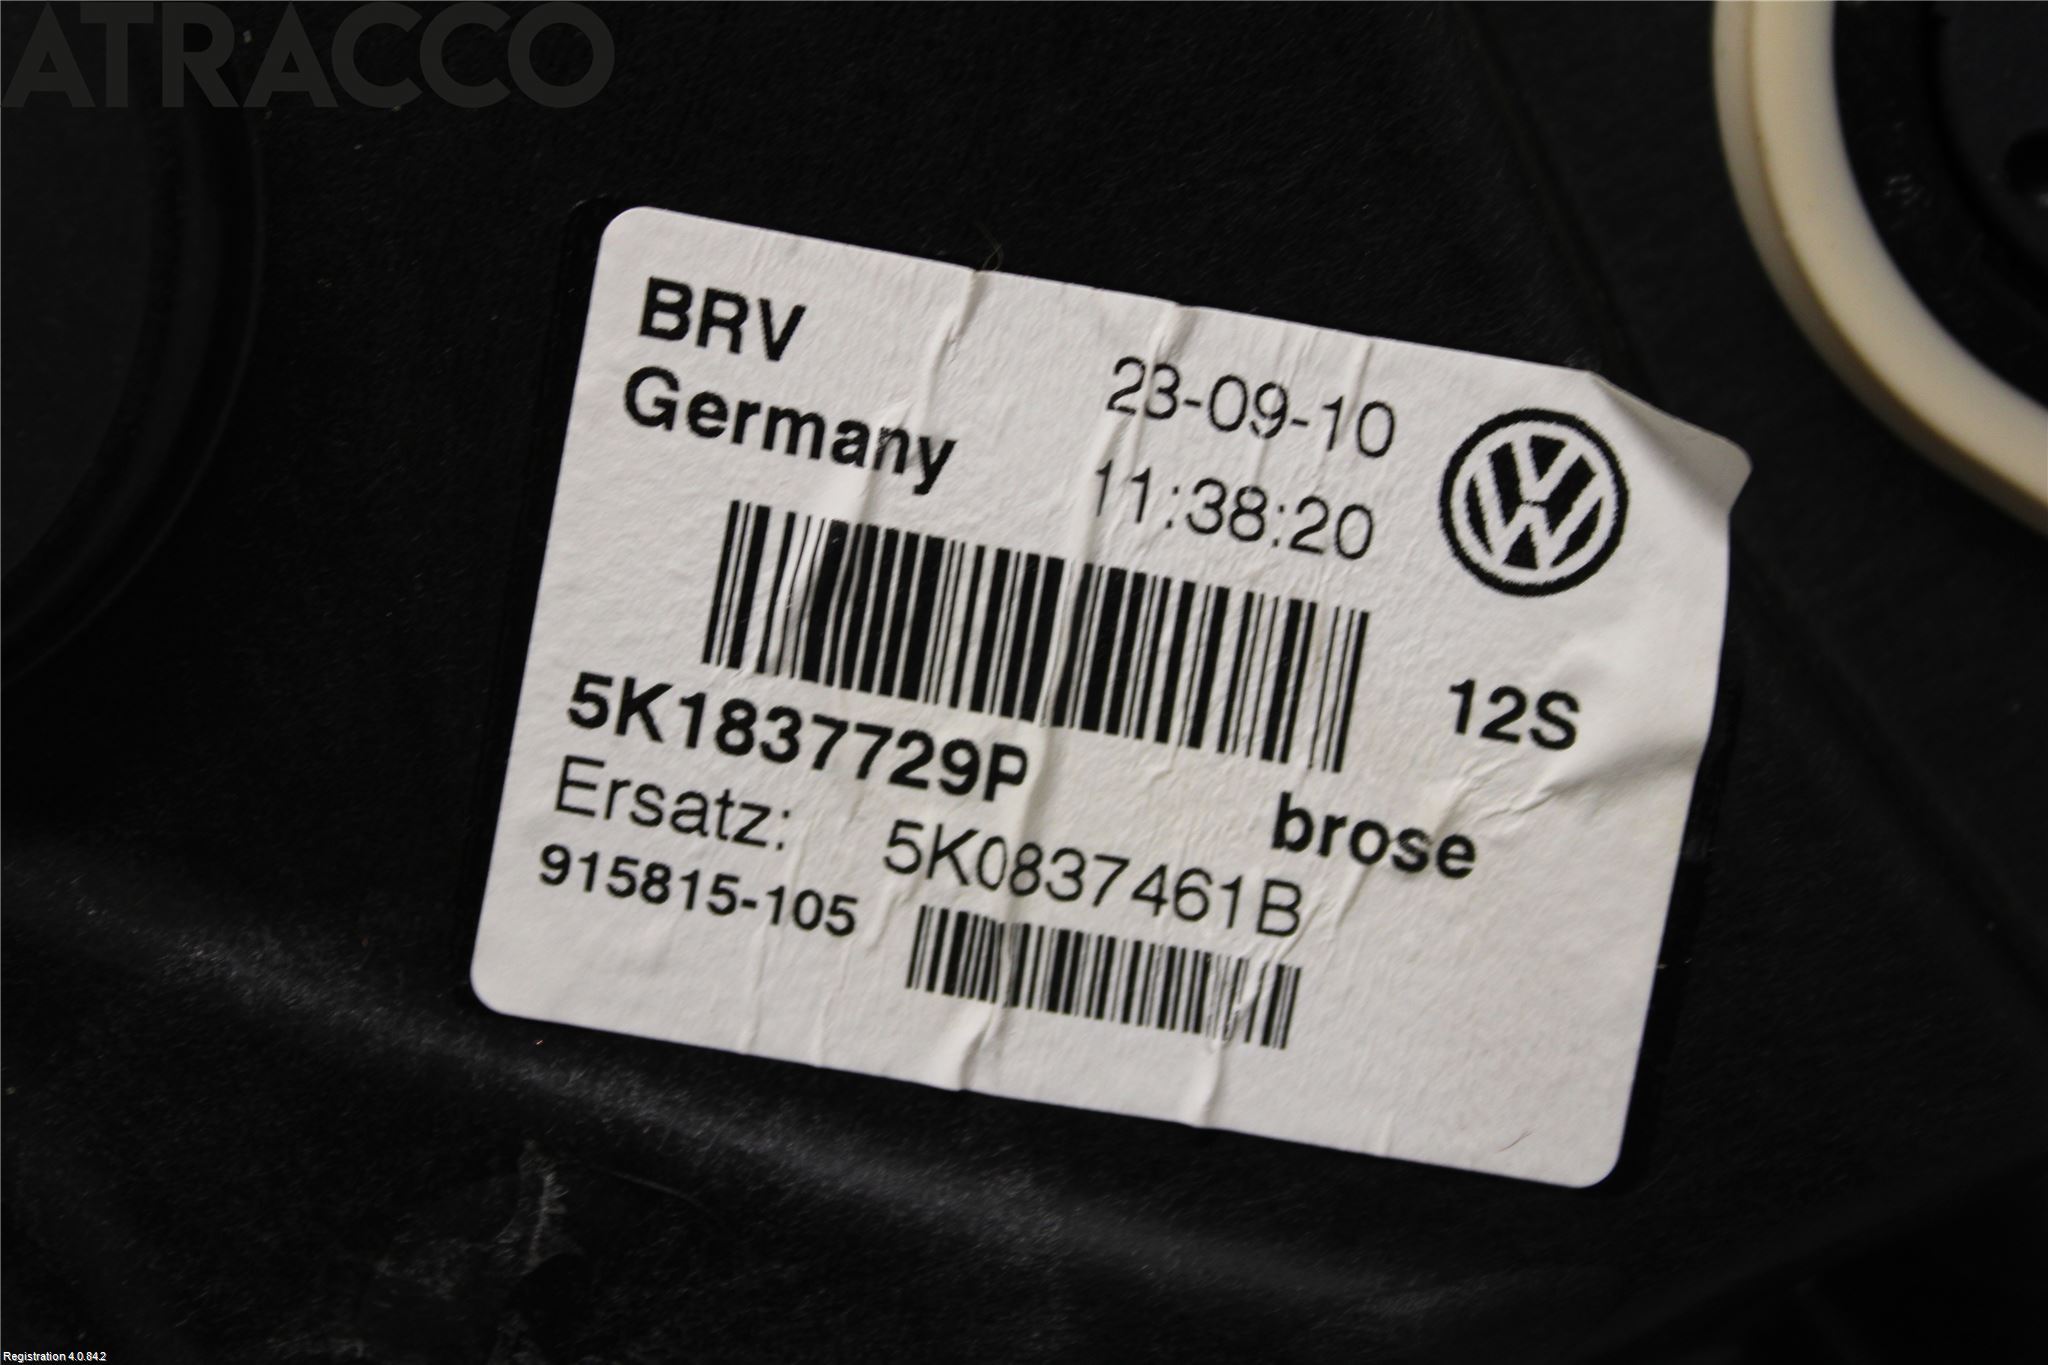 ATRACCO
BRV
Germany
23-09-10
11:38:20
5K1837729P
12S
brose
Ersatz: 5K0837461B
915815-105
Registration 4.0.84.2